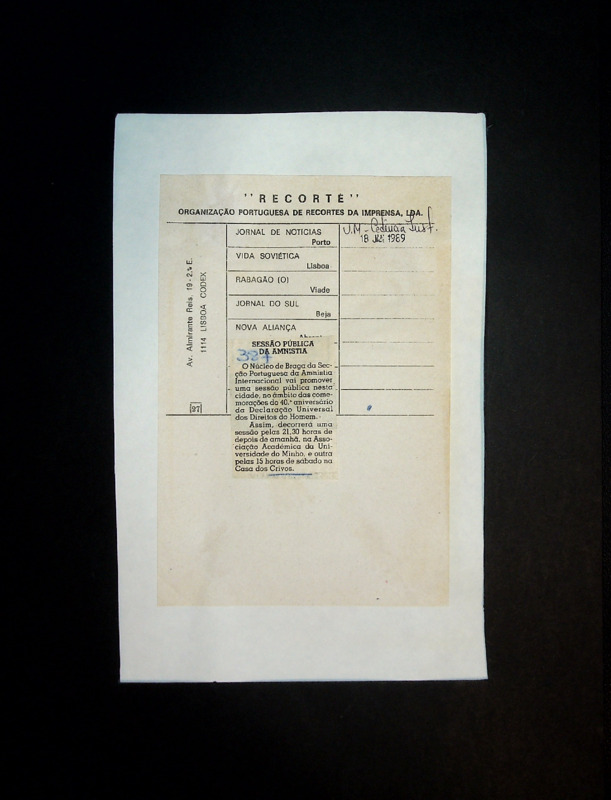 "RECORTE"
ORGANIZAÇÃO PORTUGUESA DE RECORTES DA IMPRENSA, LDA.
Av. Almirante Reis, 19-2.º E.
1114 LISBOA CODEX
97
JORNAL DE NOTICIAS
Porto
VIDA SOVIÉTICA
Lisboa
RABAGÃO (O)
Viade
JORNAL DO SUL
Beja
NOVA ALIANÇA
U.M -
18 1989
387
SESSÃO PÚBLICA
DA AMNISTIA
O Núcleo de Braga da Sec-
ção Portuguesa da Amnistia
Internacional vai promover
uma sessão pública nesta
cidade, no âmbito das come-
morações do 40.º aniversário
da Declaração Universal
dos Direitos do Homem.
Assim, decorrerá uma
sessão pelas 21,30 horas de
depois de amanhã, na Asso-
ciação Académica da Uni-
versidade do Minho, e outra
pelas 15 horas de sábado na
Casa dos Crivos.